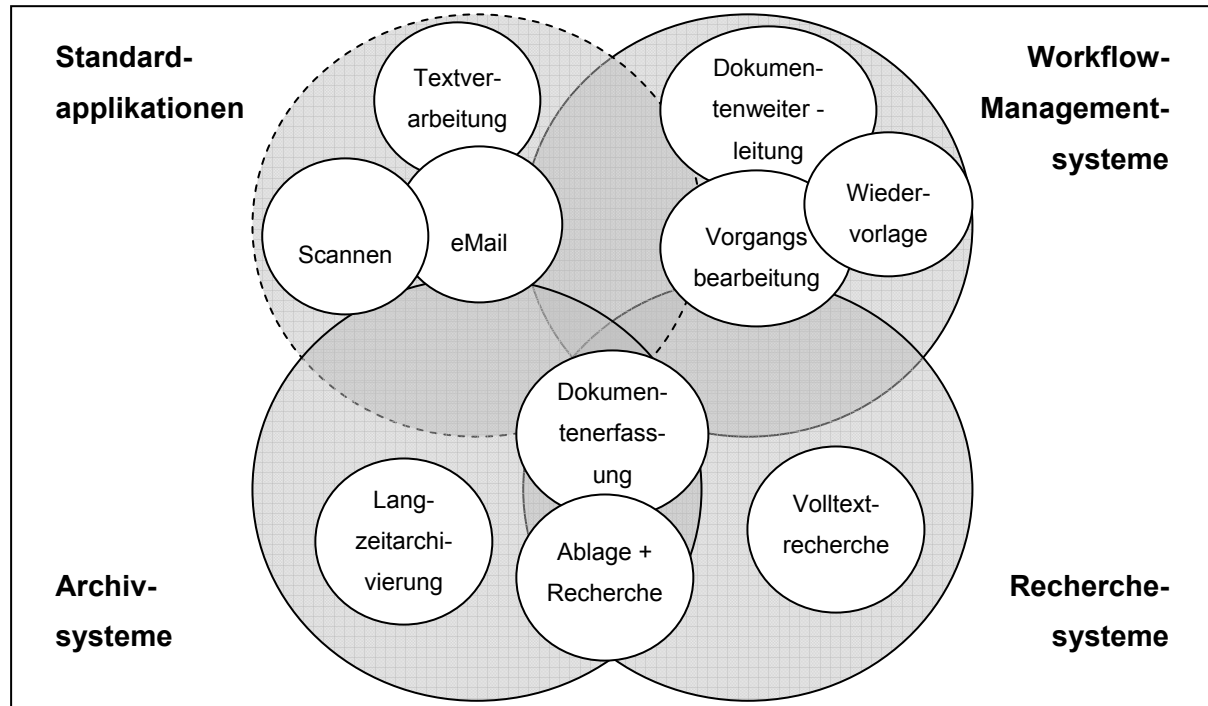 Standard-
applikationen
Textver-
arbeitung
Scannen
eMail
Dokumen-
tenweiter -
leitung
Wieder-
vorlage
Vorgangs
bearbeitung
Workflow-
Management-
systeme
Dokumen-
tenerfass-
ung
Lang-
zeitarchi-
vierung
Ablage +
Recherche
Volltext-
recherche
Archiv-
systeme
Recherche-
systeme